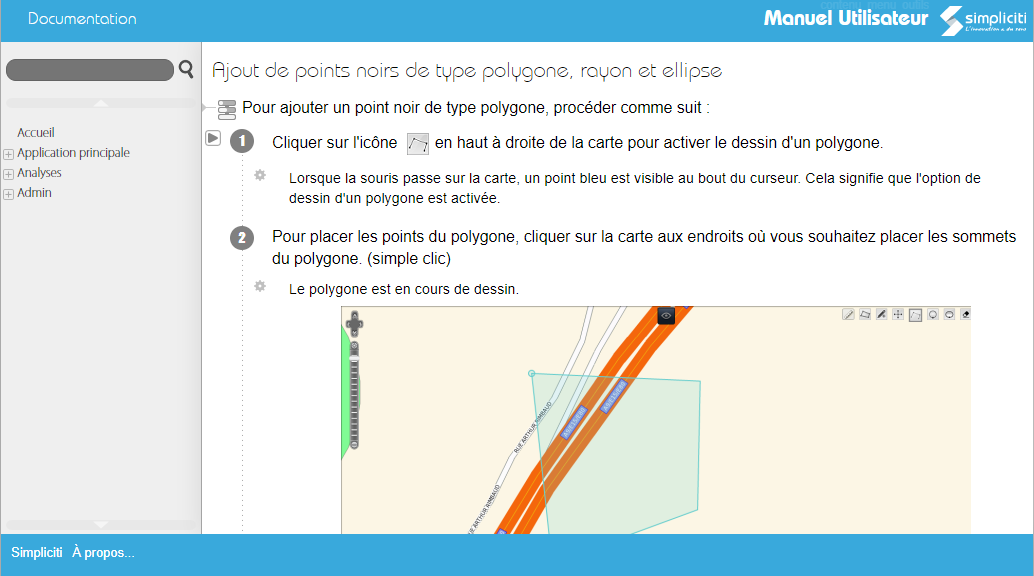 Documentation
contenu menu outils
Manuel Utilisateur
simpliciti
Ajout de points noirs de type polygone, rayon et ellipse
Accueil
Application principale
Analyses
Admin
Pour ajouter un point noir de type polygone, procéder comme suit :
1 Cliquer sur l'icône en haut à droite de la carte pour activer le dessin d'un polygone.
Lorsque la souris passe sur la carte, un point bleu est visible au bout du curseur. Cela signifie que l'option de
dessin d'un polygone est activée.
2 Pour placer les points du polygone, cliquer sur la carte aux endroits où vous souhaitez placer les sommets
du polygone. (simple clic)
Le polygone est en cours de dessin.
RUE ARTHUR RIMBAUD
RUE ARTHUR RIMBAUD
Simpliciti À propos...